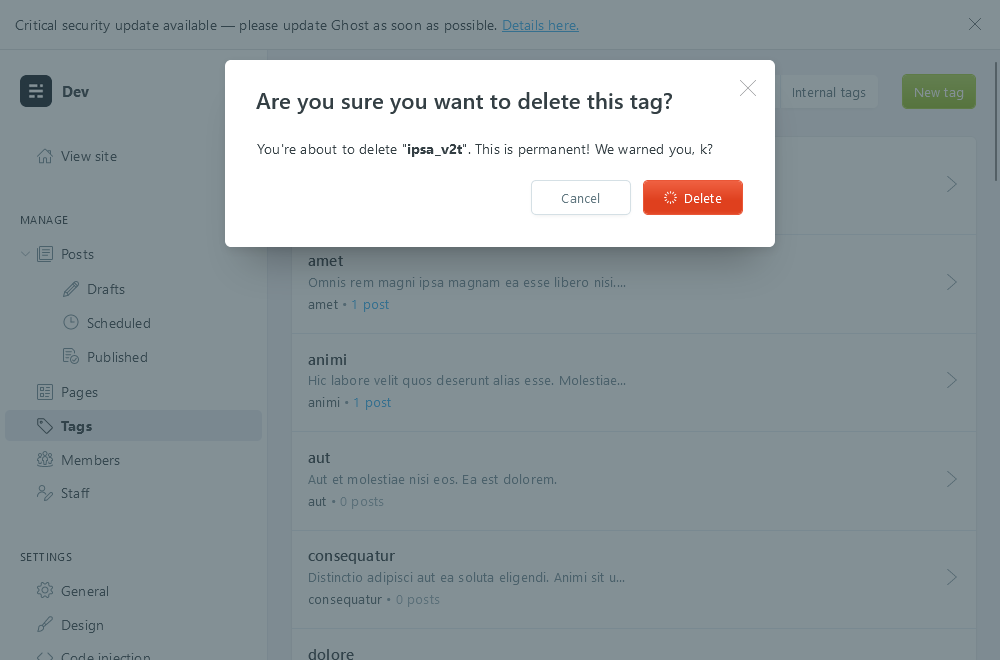 Critical security update available — please update Ghost as soon as possible. Details here.
Dev
Internal tags
New tag
Are you sure you want to delete this tag?
You're about to delete "ipsa_v2t". This is permanent! We warned you, k?
Cancel
Delete
View site
MANAGE
Posts
Drafts
Scheduled
Published
Pages
Tags
Members
Staff
SETTINGS
General
Design
Code injection
amet
Omnis rem magni ipsa magnam ea esse libero nisi....
amet • 1 post
animi
Hic labore velit quos deserunt alias esse. Molestiae...
animi • 1 post
aut
Aut et molestiae nisi eos. Ea est dolorem.
aut • 0 posts
consequatur
Distinctio adipisci aut ea soluta eligendi. Animi sit u...
consequatur • 0 posts
dolore